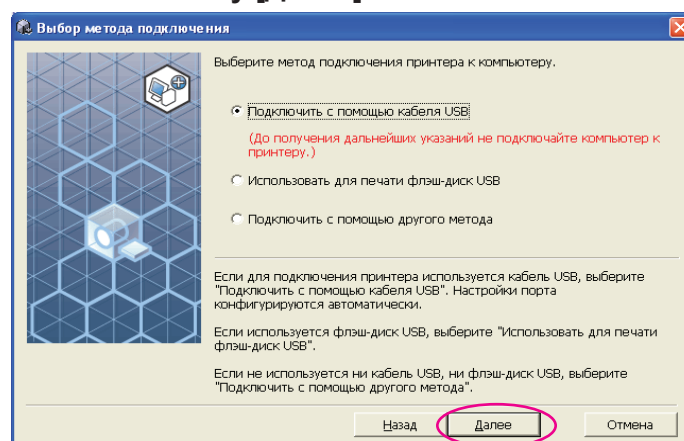 Выбор метода подключения
Выберите метод подключения принтера к компьютеру.
Подключить с помощью кабеля USB
(До получения дальнейших указаний не подключайте компьютер к
принтеру.)
Использовать для печати флэш-диск USB
Подключить с помощью другого метода
Если для подключения принтера используется кабель USB, выберите
"Подключить с помощью кабеля USB". Настройки порта
конфигурируются автоматически.
Если используется флэш-диск USB, выберите "Использовать для печати
флэш-диск USB".
Если не используется ни кабель USB, ни флэш-диск USB, выберите
"Подключить с помощью другого метода".
Назад Далее Отмена